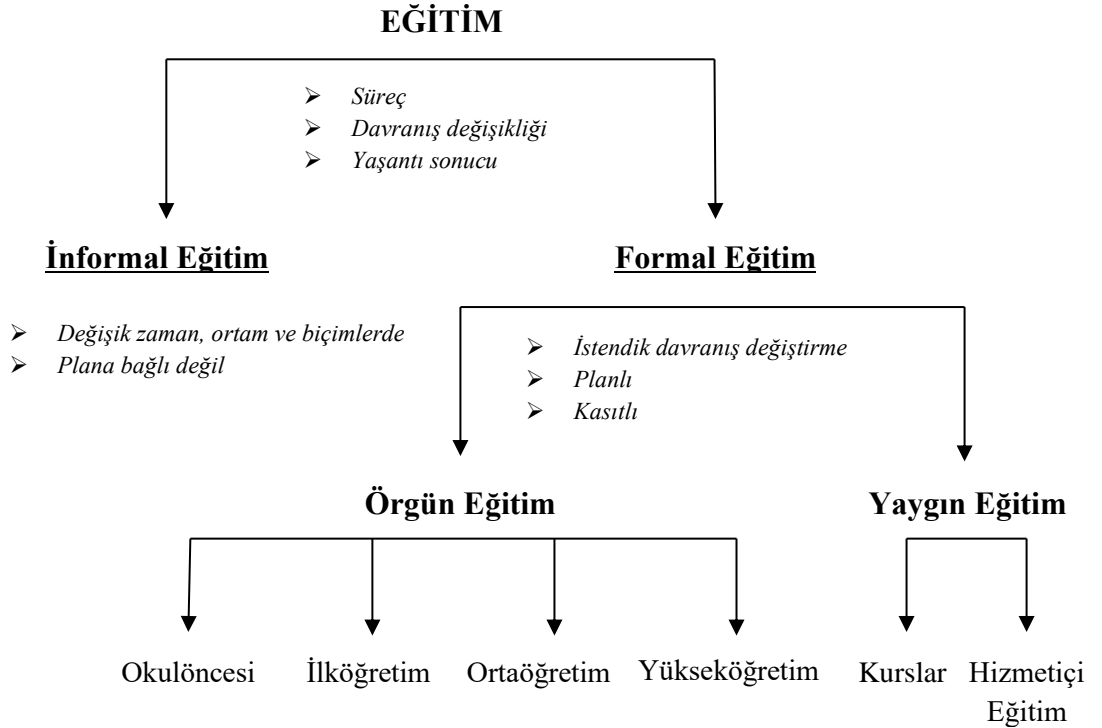 EĞİTİM
➢ Süreç
➢ Davranış değişikliği
➢ Yaşantı sonucu
İnformal Eğitim
Formal Eğitim
➢ Değişik zaman, ortam ve biçimlerde
➢ Plana bağlı değil
➢ İstendik davranış değiştirme
➢ Planlı
➢ Kasıtlı
Örgün Eğitim
Yaygın Eğitim
Okulöncesi
İlköğretim
Ortaöğretim
Yükseköğretim
Kurslar
Hizmetiçi
Eğitim